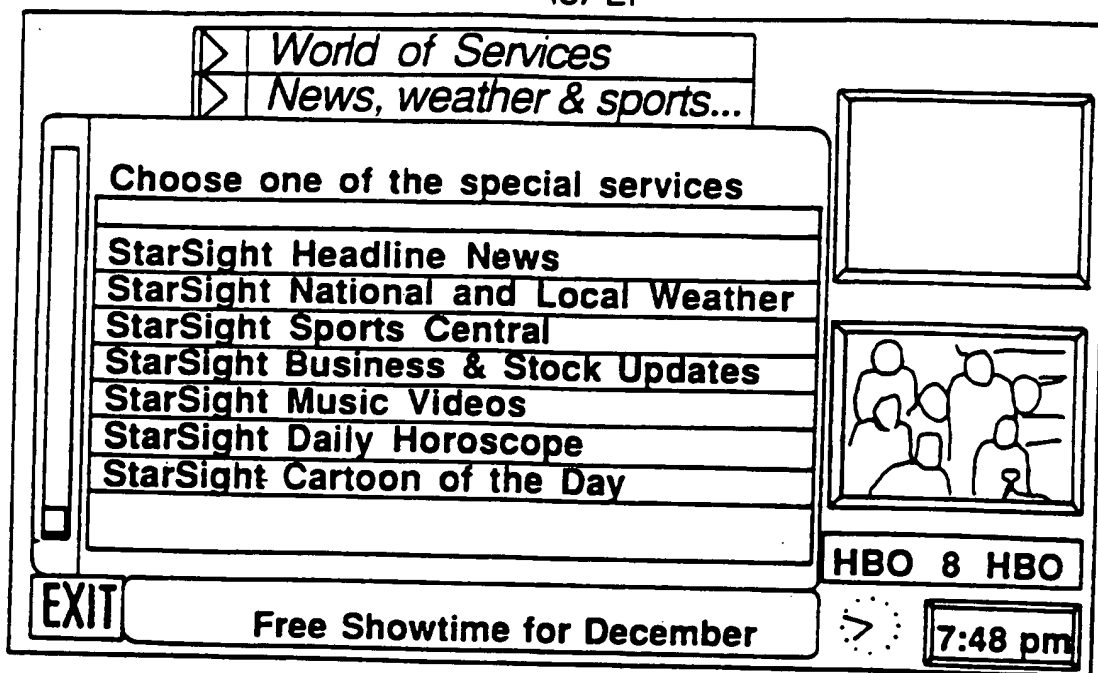 World of Services
News, weather & sports...
Choose one of the special services
StarSight Headline News
StarSight National and Local Weather
StarSight Sports Central
StarSight Business & Stock Updates
StarSight Music Videos
StarSight Daily Horoscope
StarSight Cartoon of the Day
HBO 8 HBO
EXIT
Free Showtime for December
7:48 pm